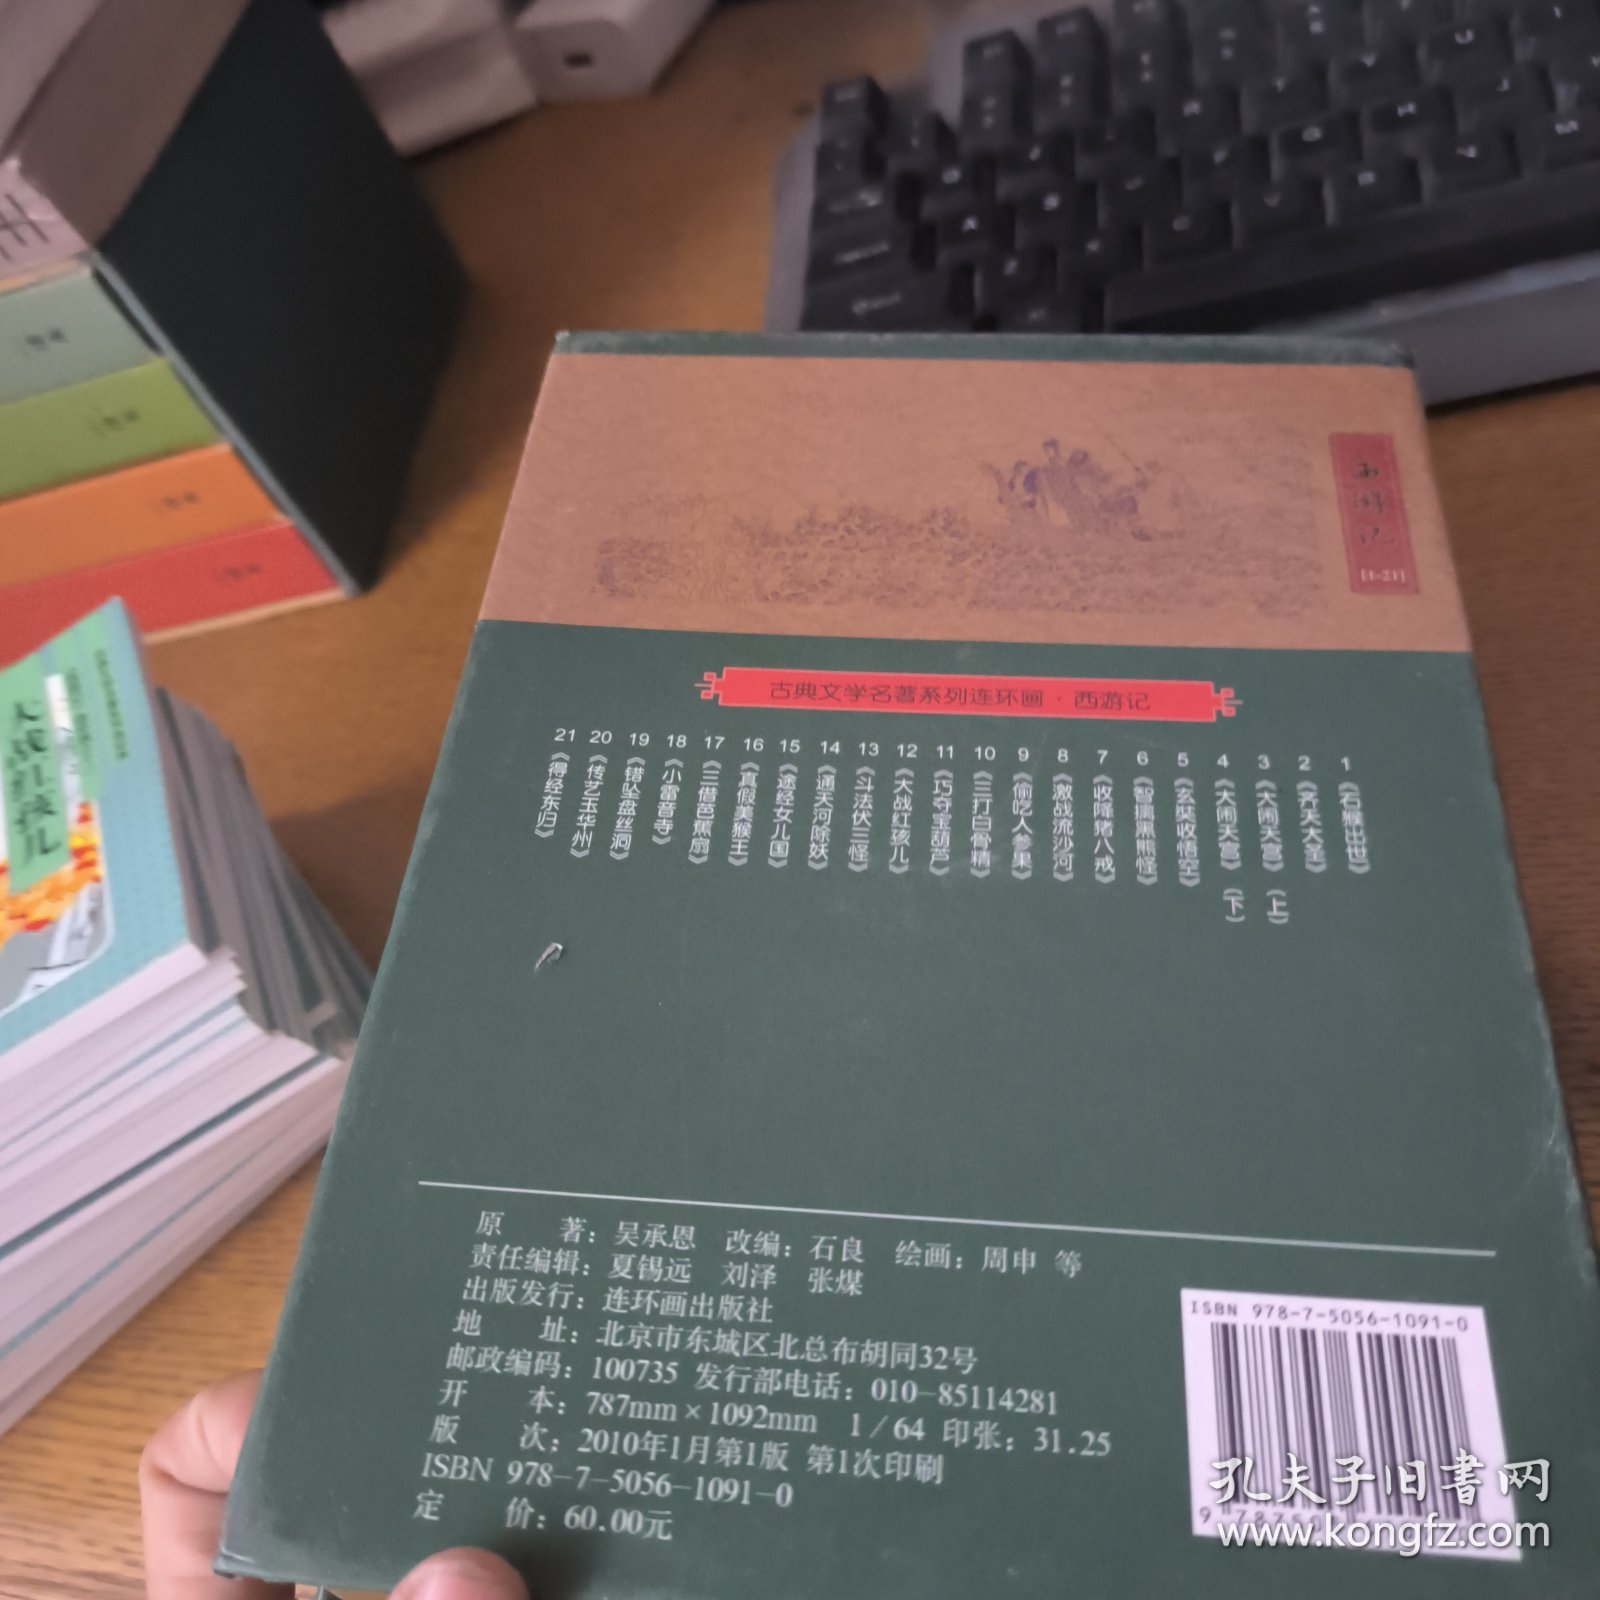 西游记
[1-21]
古典文学名著系列连环画·西游记
1《石猴出世》
2《齐天大圣》
3《大闹天宫》(上)
4《大闹天宫》(下)
5《玄奘收悟空》
6《智擒黑熊怪》
7《收降猪八戒》
8《激战流沙河》
9《偷吃人参果》
10《三打白骨精》
11《巧夺宝葫芦》
12《大战红孩儿》
13《斗法伏三怪》
14《通天河除妖》
15《途经女儿国》
16《真假美猴王》
17《三借芭蕉扇》
18《小雷音寺》
19《错坠盘丝洞》
20《传艺玉华州》
21《得经东归》
原 著：吴承恩 改编：石良 绘画：周申 等
责任编辑：夏锡远 刘泽 张煤
出版发行：连环画出版社
地 址：北京市东城区北总布胡同32号
邮政编码：100735 发行部电话：010-85114281
开 本：787mm×1092mm 1/64 印张：31.25
版 次：2010年1月第1版 第1次印刷
ISBN 978-7-5056-1091-0
定 价：60.00元
ISBN 978-7-5056-1091-0
大战红孩儿
孔夫子旧书网
www.kongfz.com